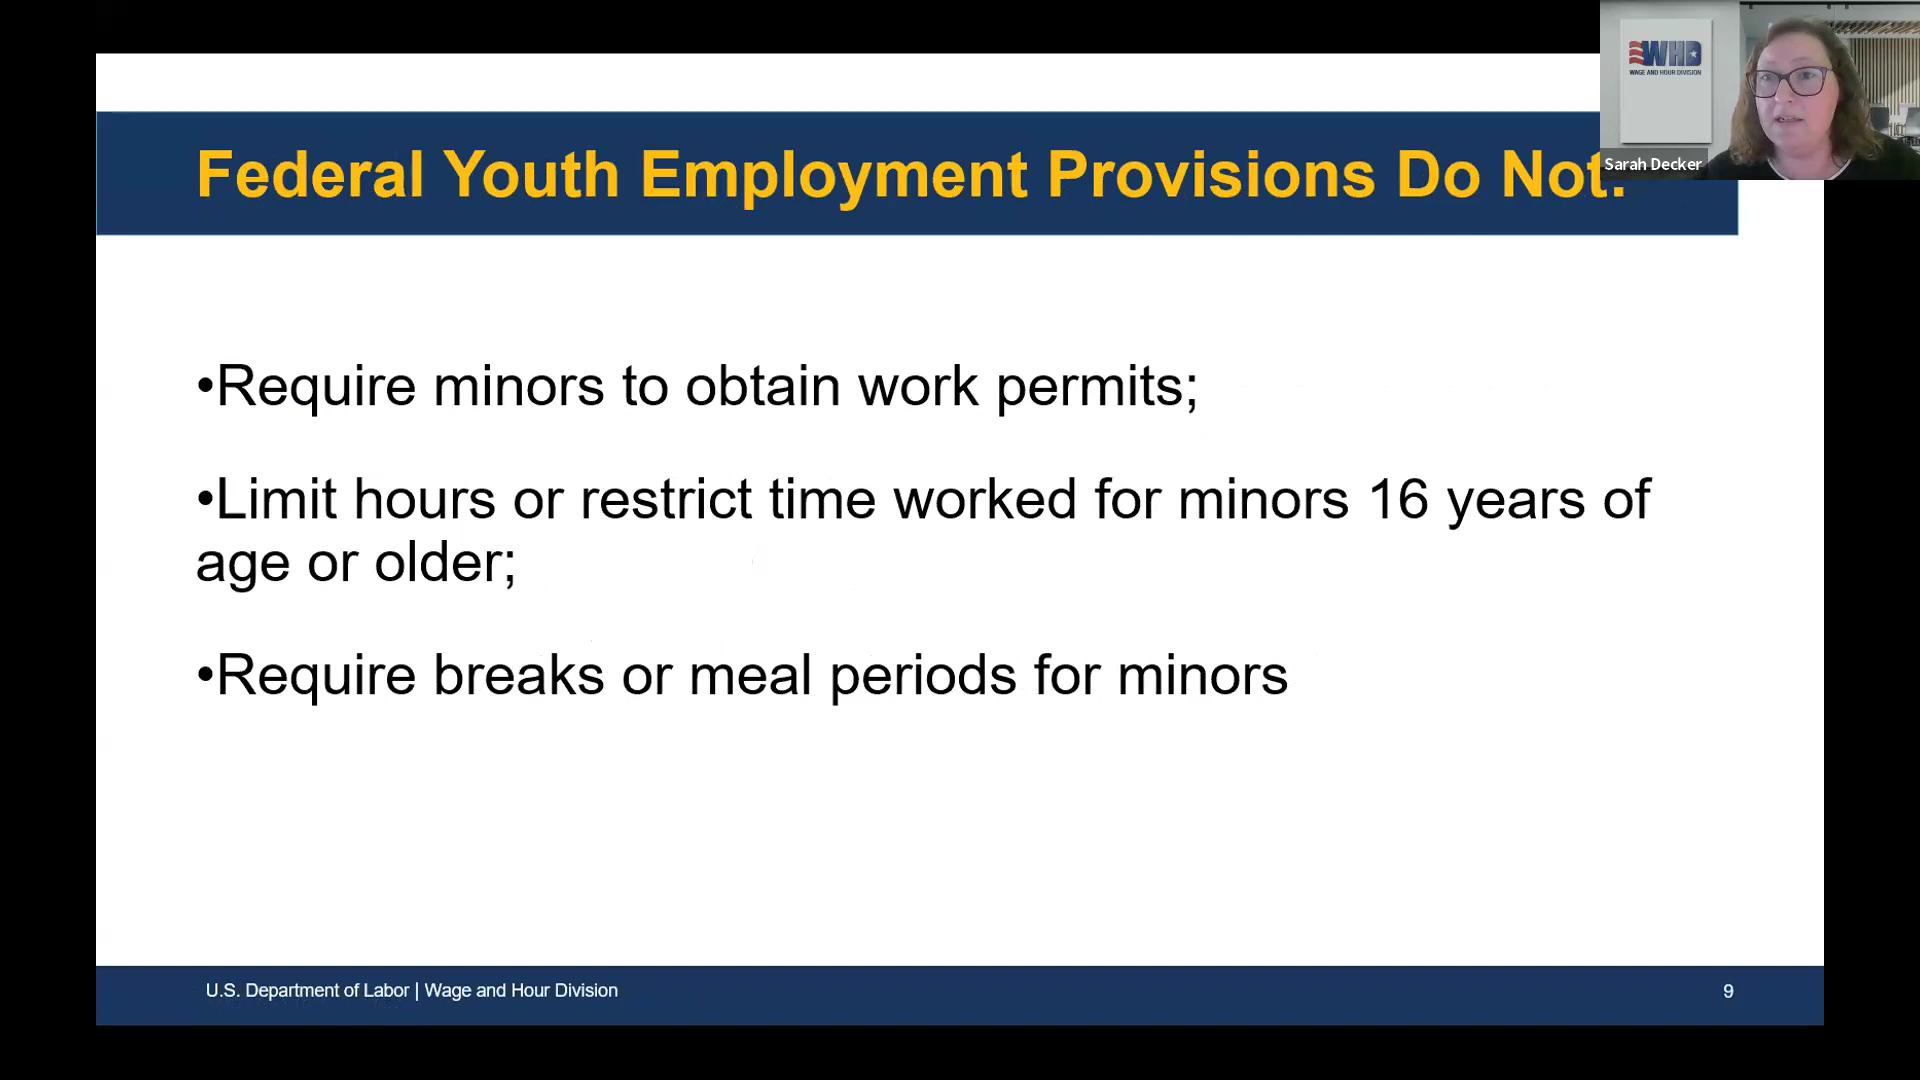 Federal Youth Employment Provisions Do Not:
WHD
WAGE AND HOUR DIVISION
Sarah Decker
•Require minors to obtain work permits;
•Limit hours or restrict time worked for minors 16 years of
age or older;
•Require breaks or meal periods for minors
U.S. Department of Labor | Wage and Hour Division
9